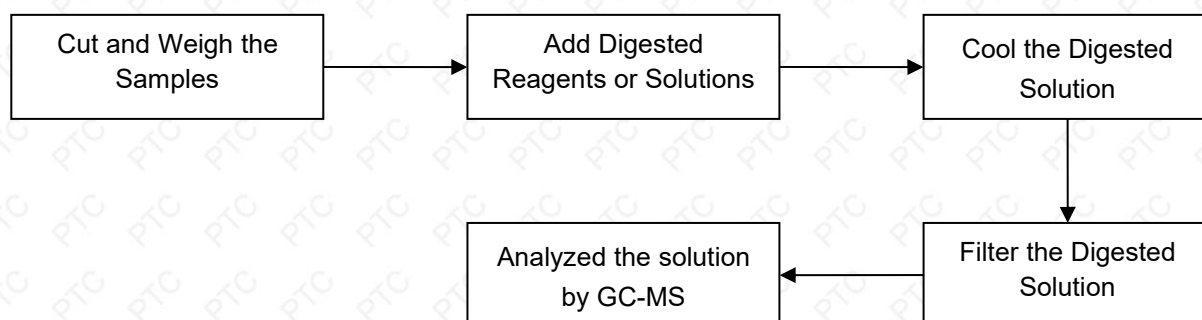 Cut and Weigh the
Samples
Add Digested
Reagents or Solutions
Cool the Digested
Solution
Filter the Digested
Solution
Analyzed the solution
by GC-MS
PTC